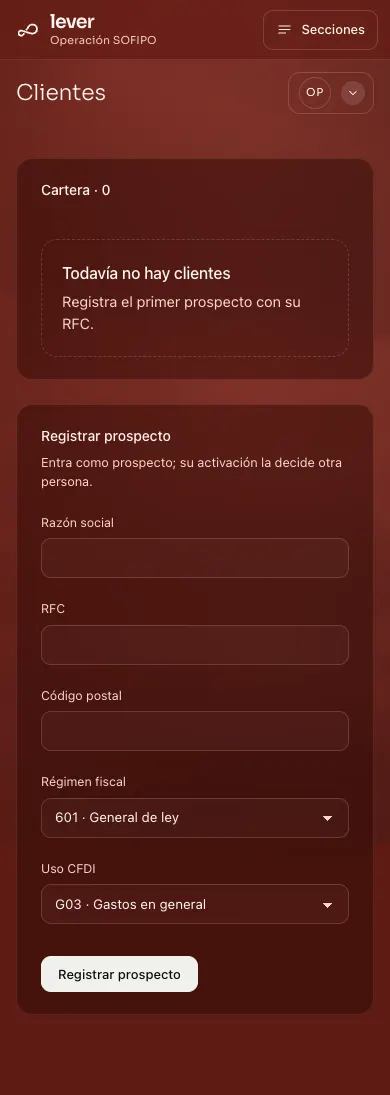 lever
Operación SOFIPO
Secciones
Clientes
OP
Cartera · 0
Todavía no hay clientes
Registra el primer prospecto con su
RFC.
Registrar prospecto
Entra como prospecto; su activación la decide otra
persona.
Razón social
RFC
Código postal
Régimen fiscal
601 · General de ley
Uso CFDI
G03 · Gastos en general
Registrar prospecto